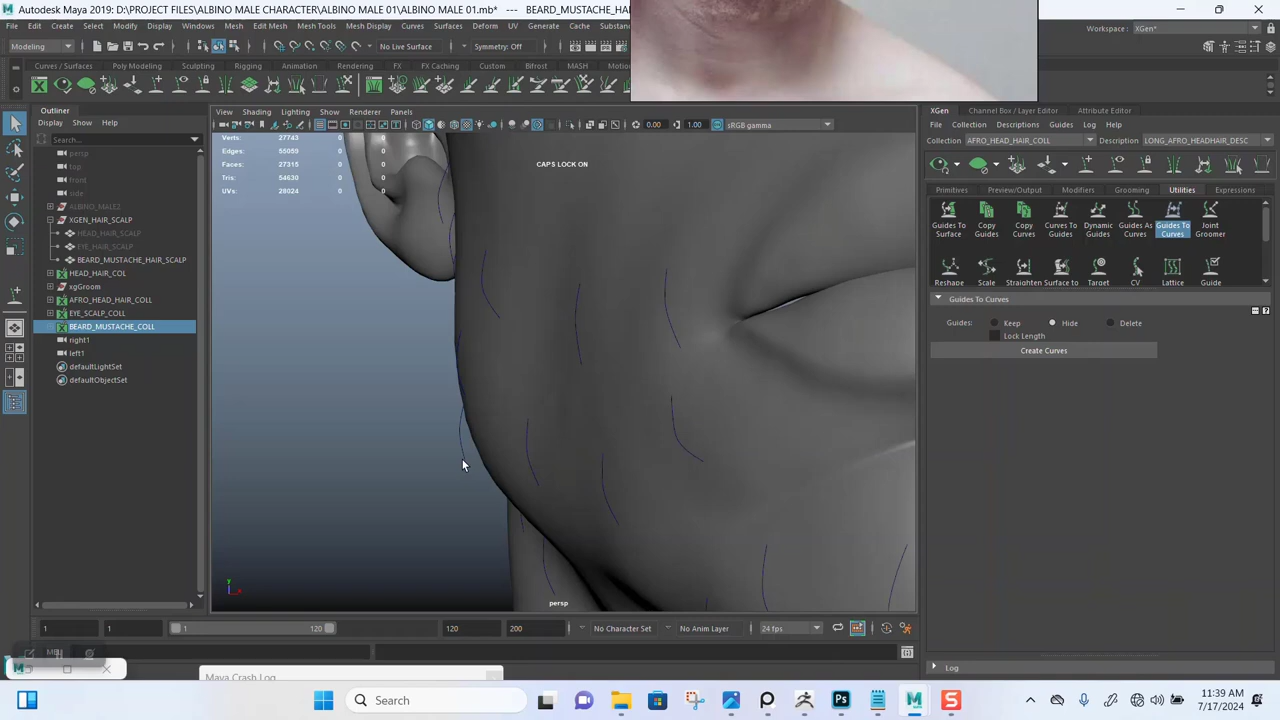 Autodesk Maya 2019: D:\PROJECT FILES\ALBINO MALE CHARACTER\ALBINO MALE 01\ALBINO MALE 01.mb* --- BEARD_MUSTACHE_HA
File Edit Create Select Modify Display Windows Mesh Edit Mesh Mesh Tools Mesh Display Curves Surfaces Deform UV Generate Cache
Workspace : XGen*
Modeling No Live Surface Symmetry: Off
Curves / Surfaces Poly Modeling Sculpting Rigging Animation Rendering FX FX Caching Custom Bifrost MASH
Outliner
Display Show Help
Search...
persp
top
front
side
ALBINO_MALE2
XGEN_HAIR_SCALP
HEAD_HAIR_SCALP
EYE_HAIR_SCALP
BEARD_MUSTACHE_HAIR_SCALP
HEAD_HAIR_COL
xgGroom
AFRO_HEAD_HAIR_COLL
EYE_SCALP_COLL
BEARD_MUSTACHE_COLL
right1
left1
defaultLightSet
defaultObjectSet
View Shading Lighting Show Renderer Panels
0.00 1.00 sRGB gamma
Verts: 27743 0 0
Edges: 55059 0 0
Faces: 27315 0 0
Tris: 54630 0 0
UVs: 28024 0 0
CAPS LOCK ON
persp
XGen Channel Box / Layer Editor Attribute Editor
File Collection Descriptions Guides Log Help
Collection AFRO_HEAD_HAIR_COLL Description LONG_AFRO_HEADHAIR_DESC
Primitives Preview/Output Modifiers Grooming Utilities Expressions
Guides To Surface
Copy Guides
Copy Curves
Curves To Guides
Dynamic Guides
Guides As Curves
Guides To Curves
Joint Groomer
Reshape Scale Straighten Surface to Target CV Lattice Guide
Guides To Curves
Guides: Keep Hide Delete
Lock Length
Create Curves
Log
1 1 1 120 120 200 No Character Set No Anim Layer 24 fps
Maya Crash Log
Search
11:39 AM
7/17/2024